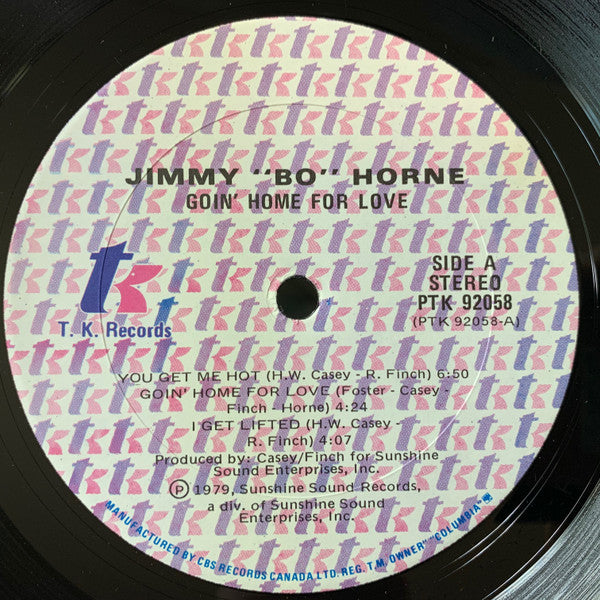 JIMMY "BO" HORNE
GOIN' HOME FOR LOVE
tk
T. K. Records
SIDE A
STEREO
PTK 92058
(PTK 92058-A)
YOU GET ME HOT (H.W. Casey - R. Finch) 6:50
GOIN' HOME FOR LOVE (Foster - Casey -
Finch - Horne) 4:24
I GET LIFTED (H.W. Casey -
R. Finch) 4:07
Produced by: Casey/Finch for Sunshine
Sound Enterprises, Inc.
Ⓟ 1979, Sunshine Sound Records,
a div. of Sunshine Sound
Enterprises, Inc.
MANUFACTURED BY CBS RECORDS CANADA LTD. REG. T.M. OWNER" "COLUMBIA"